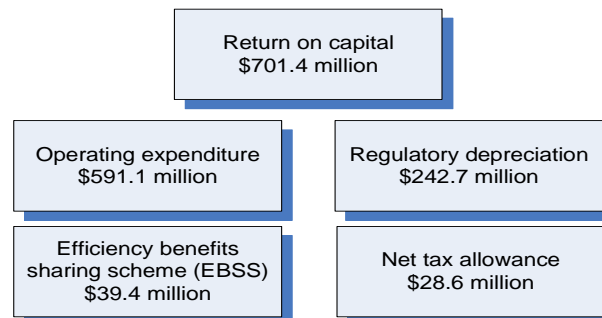 Return on capital
$701.4 million
Operating expenditure
$591.1 million
Regulatory depreciation
$242.7 million
Efficiency benefits
sharing scheme (EBSS)
$39.4 million
Net tax allowance
$28.6 million